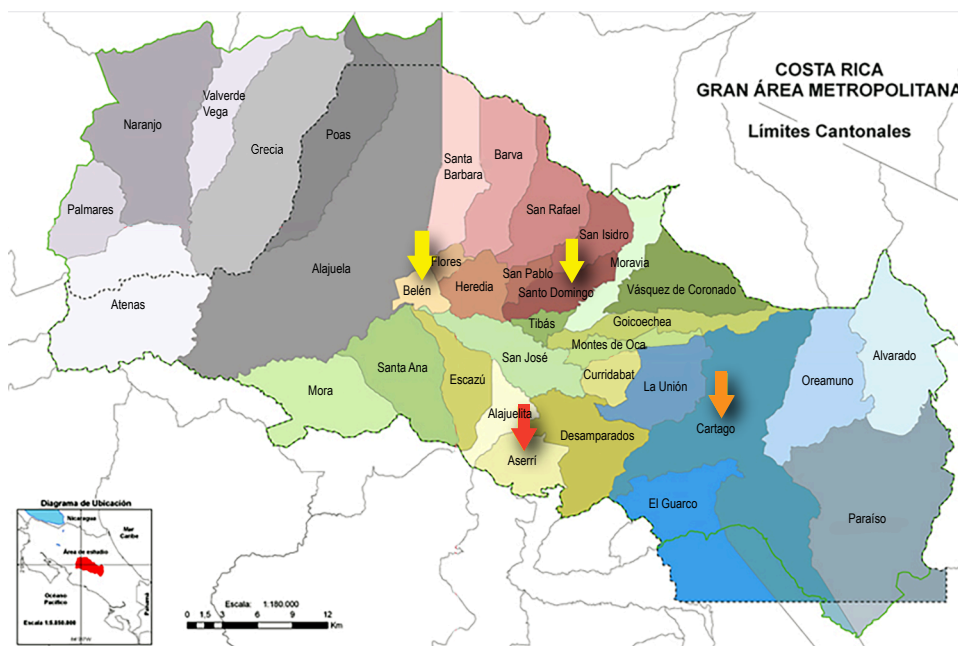 COSTA RICA
GRAN ÁREA METROPOLITANA
Límites Cantonales
Naranjo
Valverde
Vega
Grecia
Poas
Santa
Barbara
Barva
San Rafael
San Isidro
Palmares
Alajuela
Atenas
Flores
Belén
Heredia
San Pablo
Santo Domingo
Moravia
Vásquez de Coronado
Tibás
Goicoechea
Montes de Oca
San José
Curridabat
Santa Ana
Escazú
Mora
La Unión
Oreamuno
Alvarado
Alajuelita
Aserrí
Desamparados
Cartago
El Guarco
Paraíso
Diagrama de Ubicación
Nicaragua
Mar
Caribe
Área de estudio
Océano
Pacífico
Panamá
Escala: 1:180.000
0 1.5 3 6 9 12
Km